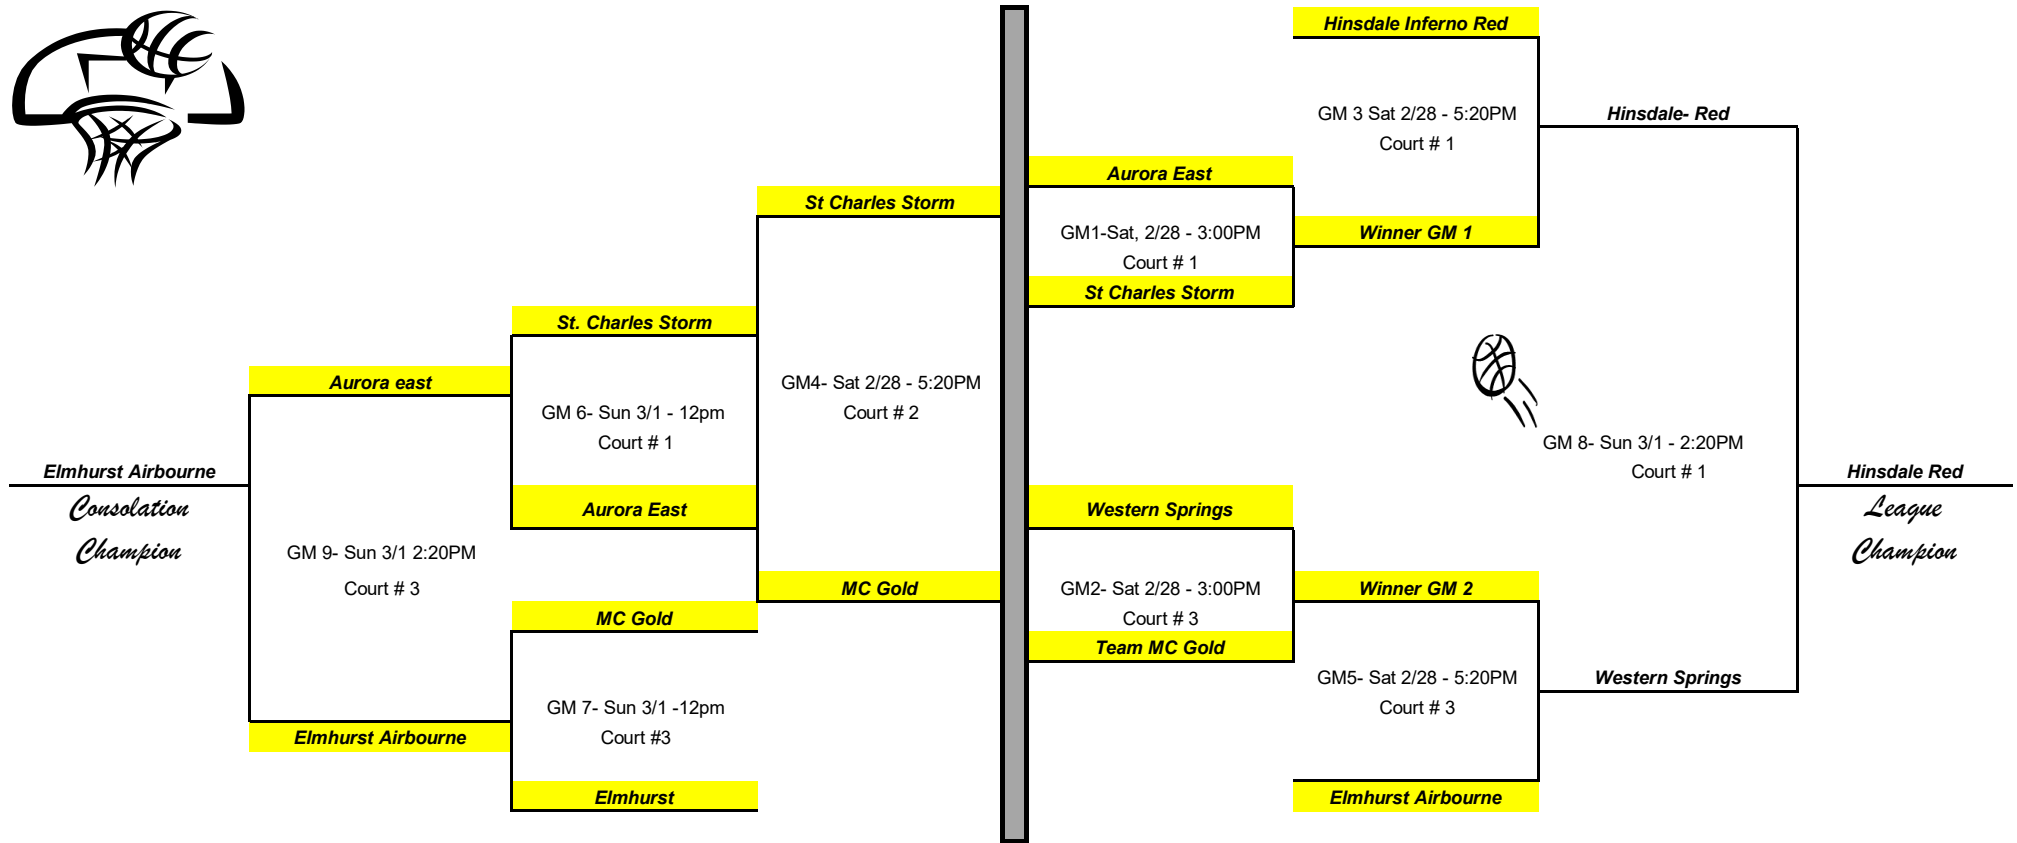 Hinsdale Inferno Red
GM 3 Sat 2/28 - 5:20PM
Court # 1
Hinsdale- Red
Aurora East
St Charles Storm
GM1-Sat, 2/28 - 3:00PM
Court # 1
Winner GM 1
St Charles Storm
St. Charles Storm
Aurora east
GM4- Sat 2/28 - 5:20PM
Court # 2
GM 6- Sun 3/1 - 12pm
Court # 1
GM 8- Sun 3/1 - 2:20PM
Court # 1
Elmhurst Airbourne
Consolation
Champion
Hinsdale Red
League
Champion
Aurora East
Western Springs
GM 9- Sun 3/1 2:20PM
Court # 3
MC Gold
GM2- Sat 2/28 - 3:00PM
Court # 3
Winner GM 2
MC Gold
Team MC Gold
GM5- Sat 2/28 - 5:20PM
Court # 3
Western Springs
GM 7- Sun 3/1 -12pm
Court #3
Elmhurst Airbourne
Elmhurst
Elmhurst Airbourne